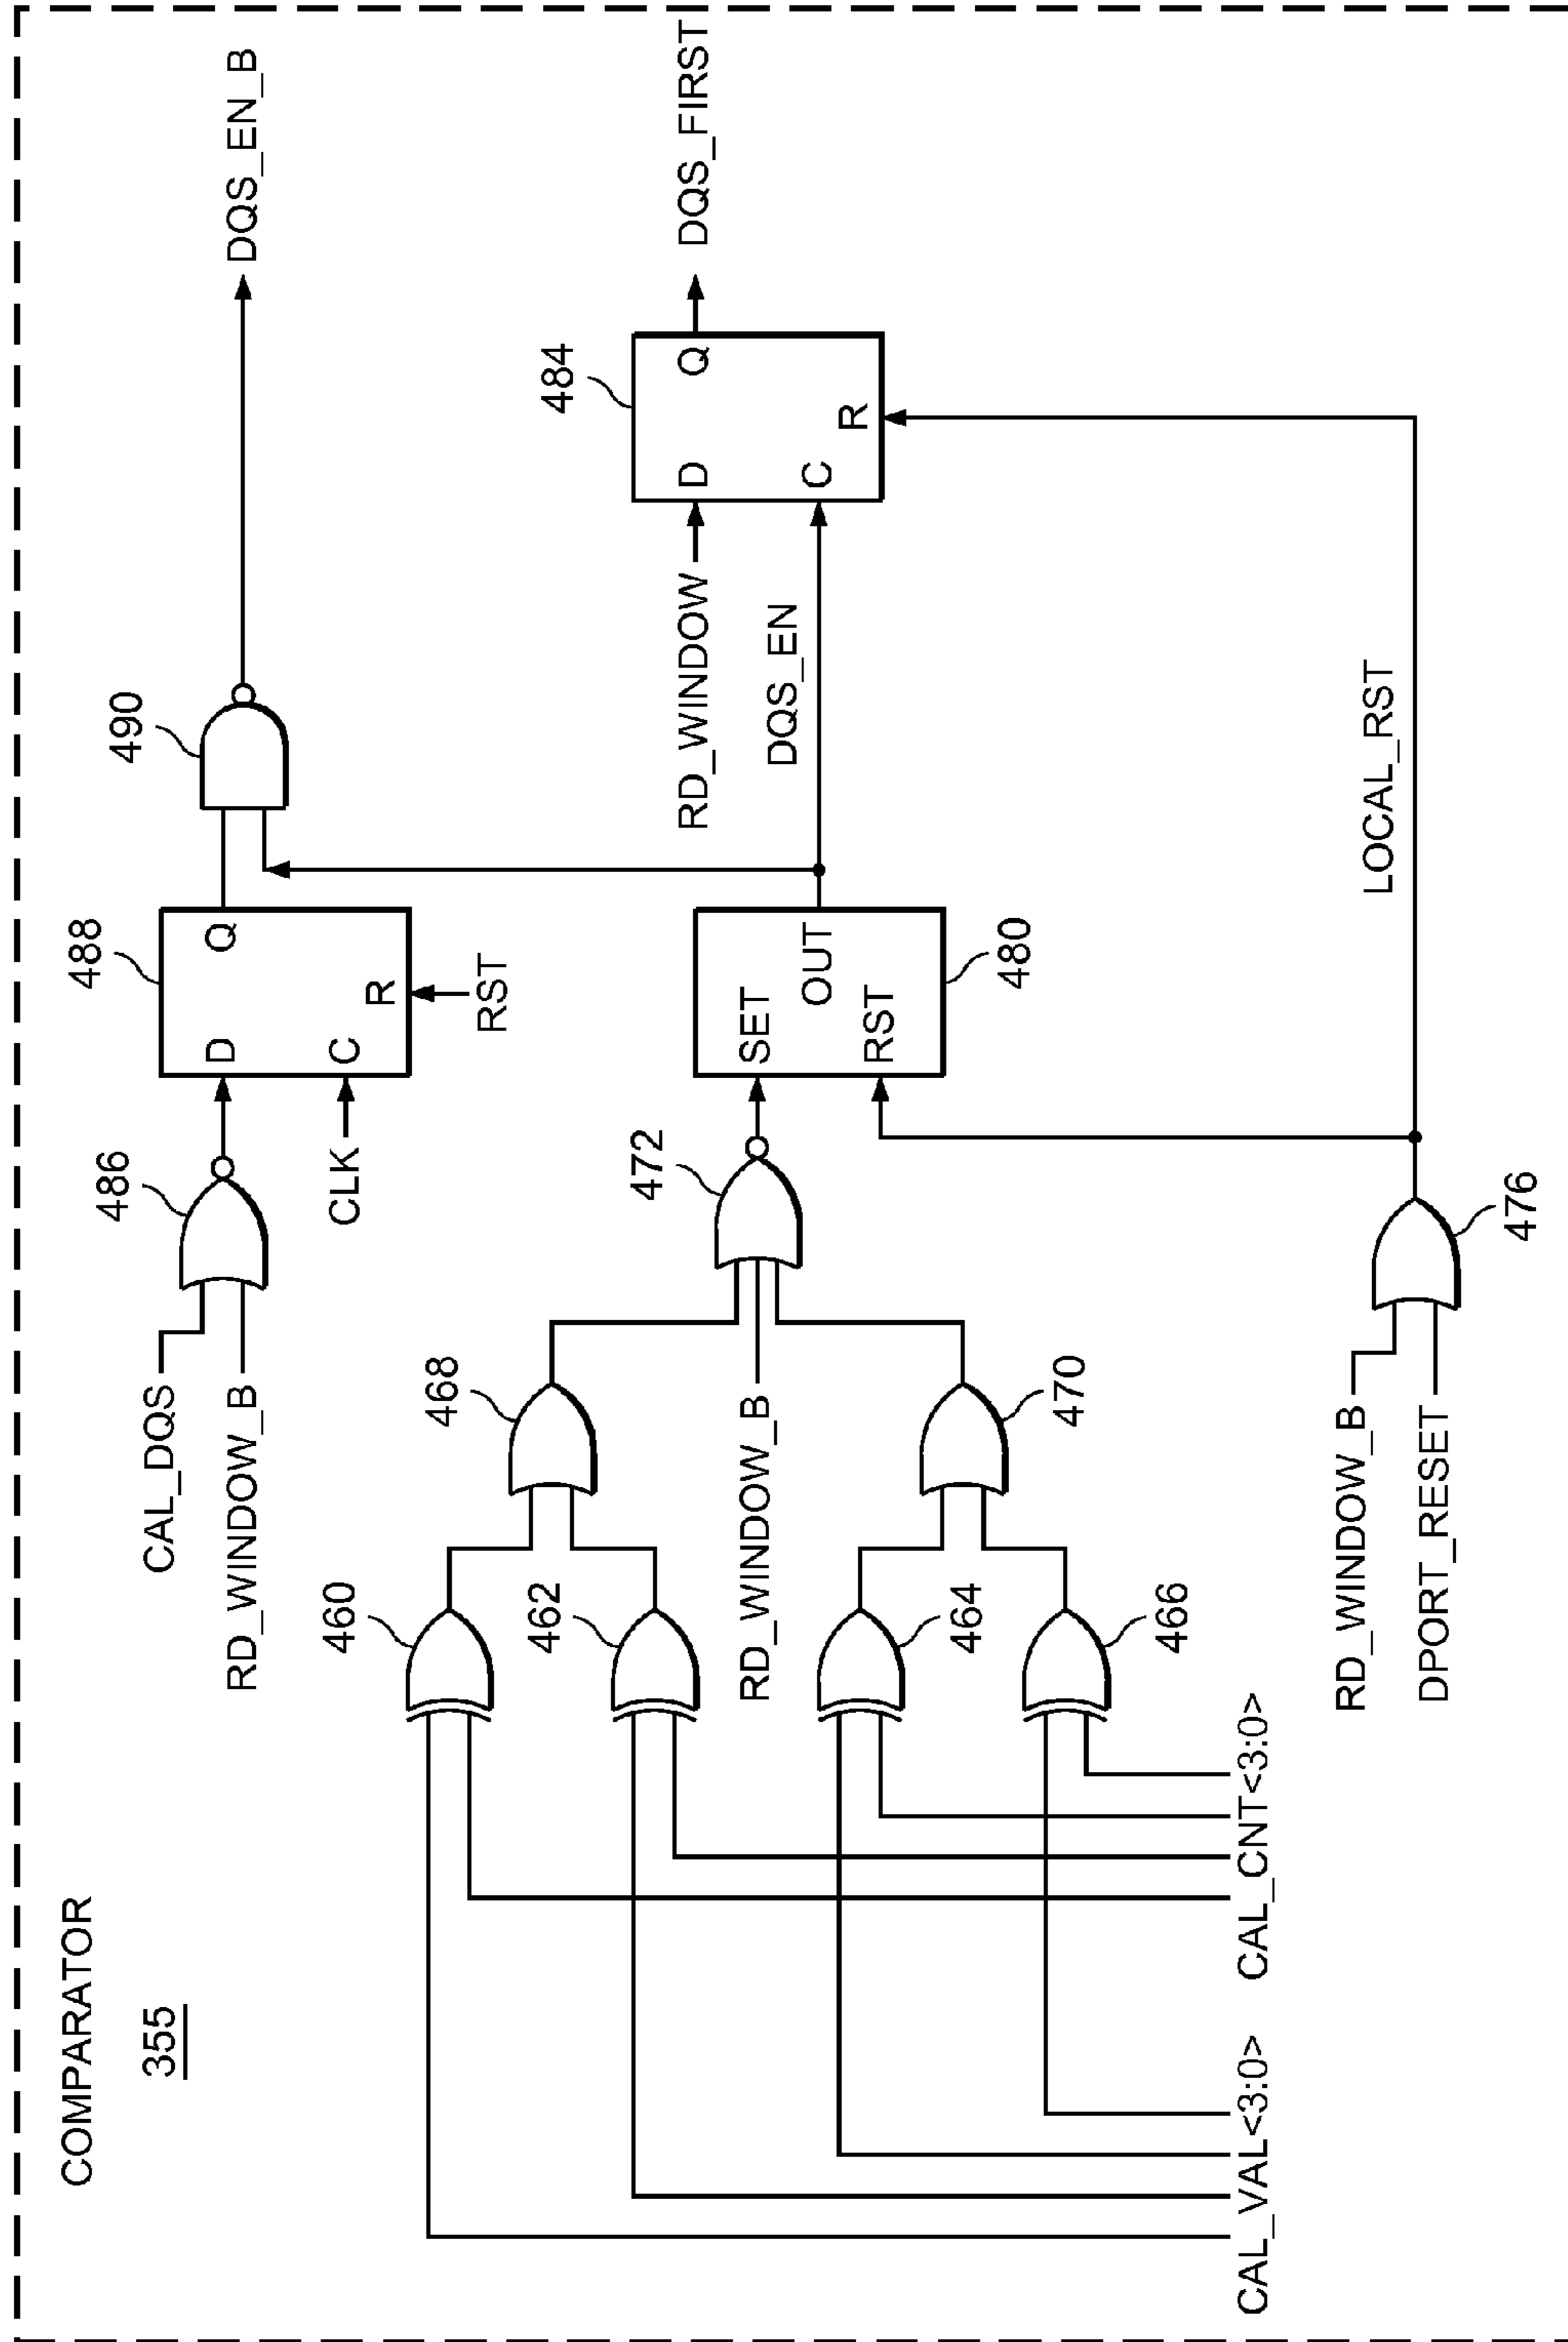 COMPARATOR
355
CAL_DQS
RD_WINDOW_B
486
CLK
488
D
Q
C
R
RST
490
DQS_EN_B
460
462
464
466
468
470
RD_WINDOW_B
472
SET
OUT
RST
480
RD_WINDOW
DQS_EN
484
D
Q
C
R
DQS_FIRST
CAL_VAL<3:0>
CAL_CNT<3:0>
RD_WINDOW_B
DPORT_RESET
476
LOCAL_RST